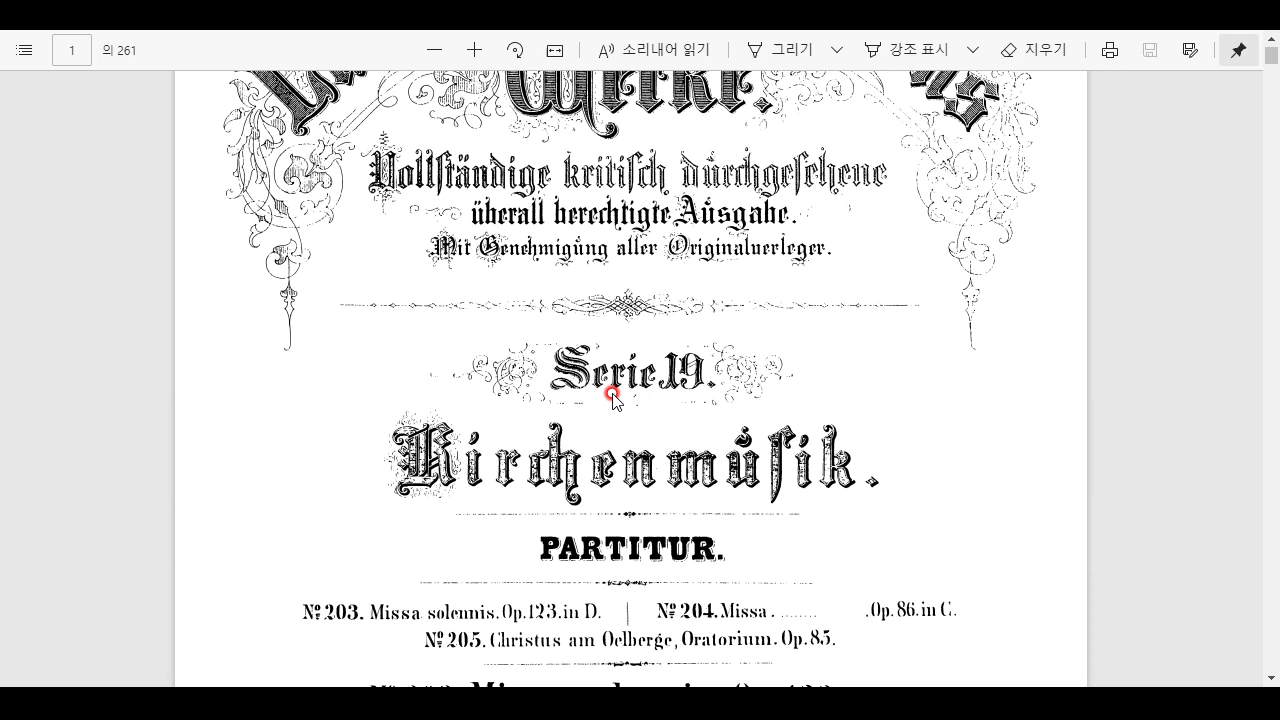 1 의 261 소리내어 읽기 그리기 강조 표시 지우기
Werke.
Vollständige kritisch durchgesehene
überall berechtigte Ausgabe.
Mit Genehmigung aller Originalverleger.
Serie 19.
Kirchenmusik.
PARTITUR.
Nº 203. Missa solennis. Op. 123. in D. | Nº 204. Missa . ........ . Op. 86. in C.
Nº 205. Christus am Oelberge, Oratorium. Op. 85.